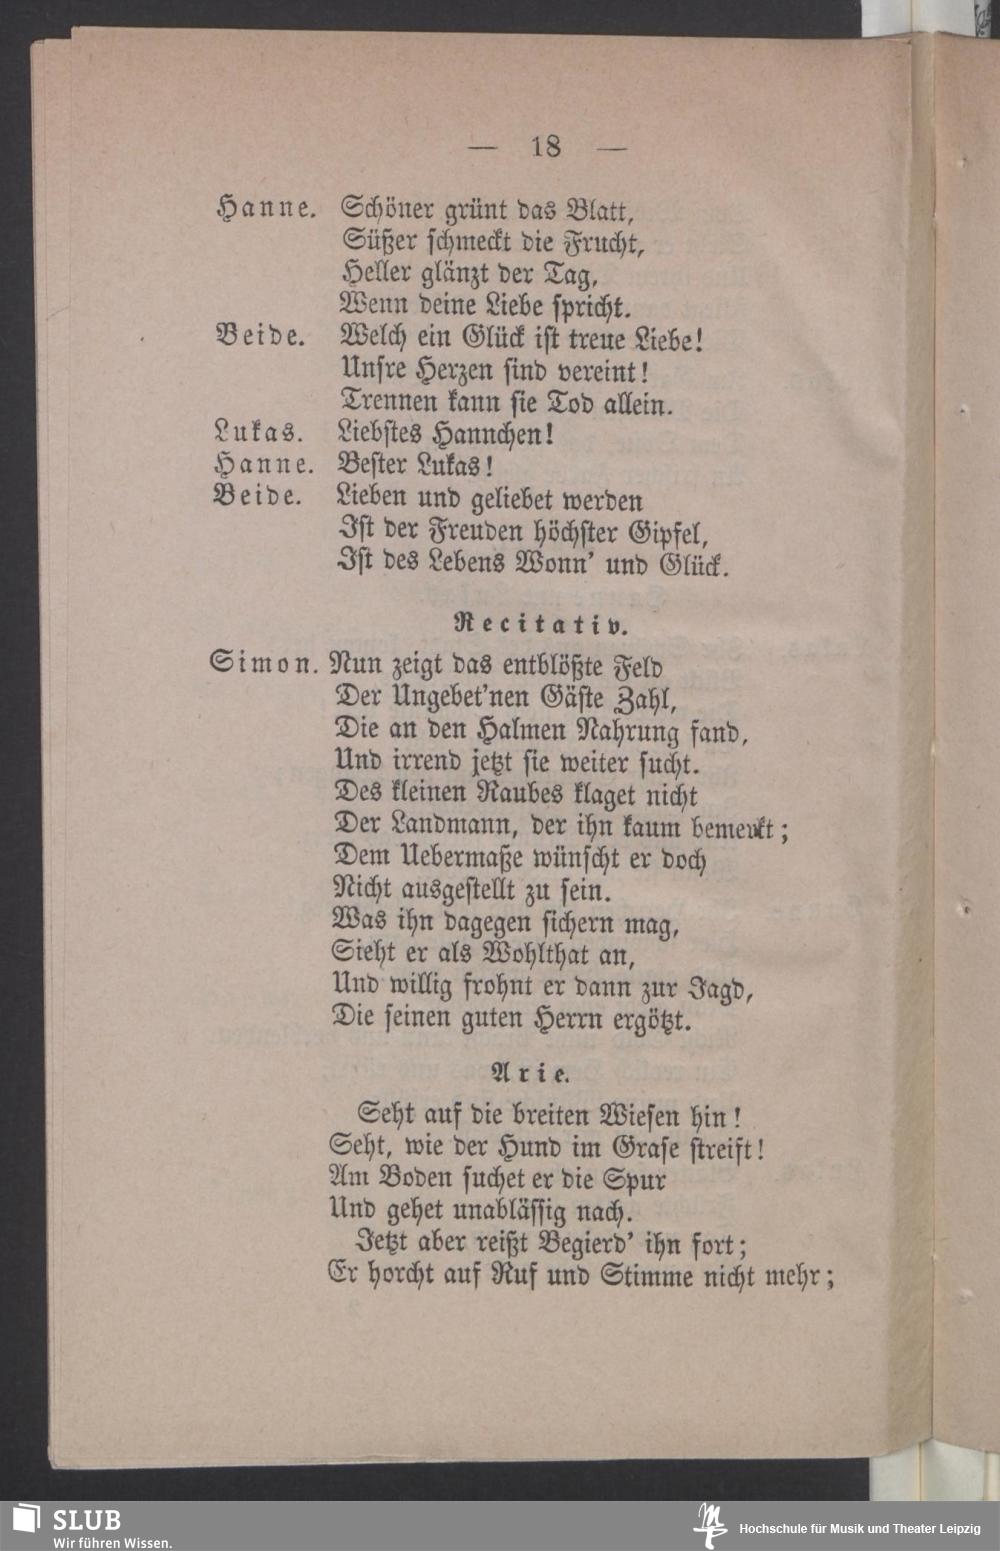 — 18 —
Hanne. Schöner grünt das Blatt,
Süßer schmeckt die Frucht,
Heller glänzt der Tag,
Wenn deine Liebe spricht.
Beide. Welch ein Glück ist treue Liebe!
Unsre Herzen sind vereint!
Trennen kann sie Tod allein.
Lukas. Liebstes Hannchen!
Hanne. Bester Lukas!
Beide. Lieben und geliebet werden
Ist der Freuden höchster Gipfel,
Ist des Lebens Wonn' und Glück.
Recitativ.
Simon. Nun zeigt das entblößte Feld
Der Ungebet'nen Gäste Zahl,
Die an den Halmen Nahrung fand,
Und irrend jetzt sie weiter sucht.
Des kleinen Raubes klaget nicht
Der Landmann, der ihn kaum bemerkt;
Dem Uebermaße wünscht er doch
Nicht ausgestellt zu sein.
Was ihn dagegen sichern mag,
Sieht er als Wohlthat an,
Und willig frohnt er dann zur Jagd,
Die seinen guten Herrn ergötzt.
Arie.
Seht auf die breiten Wiesen hin!
Seht, wie der Hund im Grase streift!
Am Boden suchet er die Spur
Und gehet unablässig nach.
Jetzt aber reißt Begierd' ihn fort;
Er horcht auf Ruf und Stimme nicht mehr;
SLUB
Wir führen Wissen.
Hochschule für Musik und Theater Leipzig